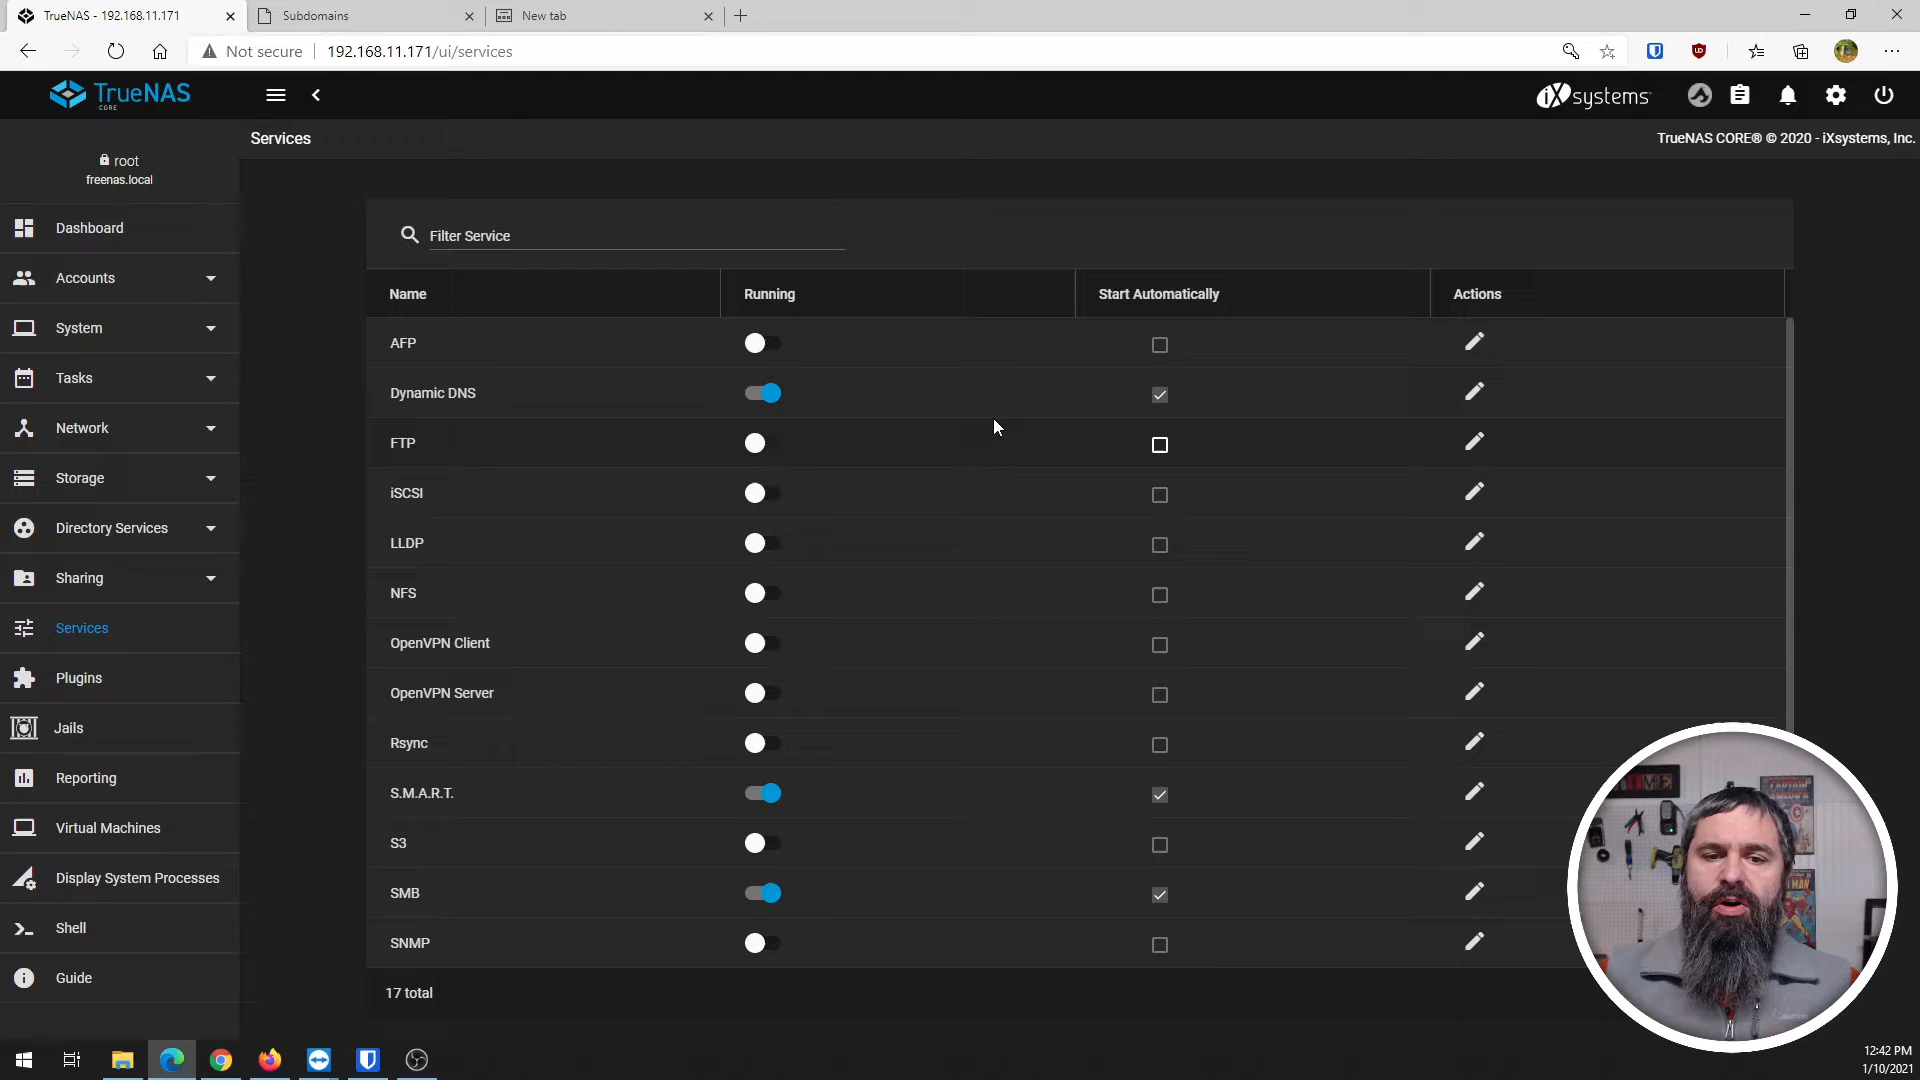 TrueNAS - 192.168.11.171
Subdomains
New tab
Not secure
192.168.11.171/ui/services
TrueNAS
CORE
iXsystems
Services
TrueNAS CORE® © 2020 - iXsystems, Inc.
root
freenas.local
Dashboard
Accounts
System
Tasks
Network
Storage
Directory Services
Sharing
Services
Plugins
Jails
Reporting
Virtual Machines
Display System Processes
Shell
Guide
Filter Service
Name Running Start Automatically Actions
AFP
Dynamic DNS
FTP
iSCSI
LLDP
NFS
OpenVPN Client
OpenVPN Server
Rsync
S.M.A.R.T.
S3
SMB
SNMP
17 total
12:42 PM
1/10/2021